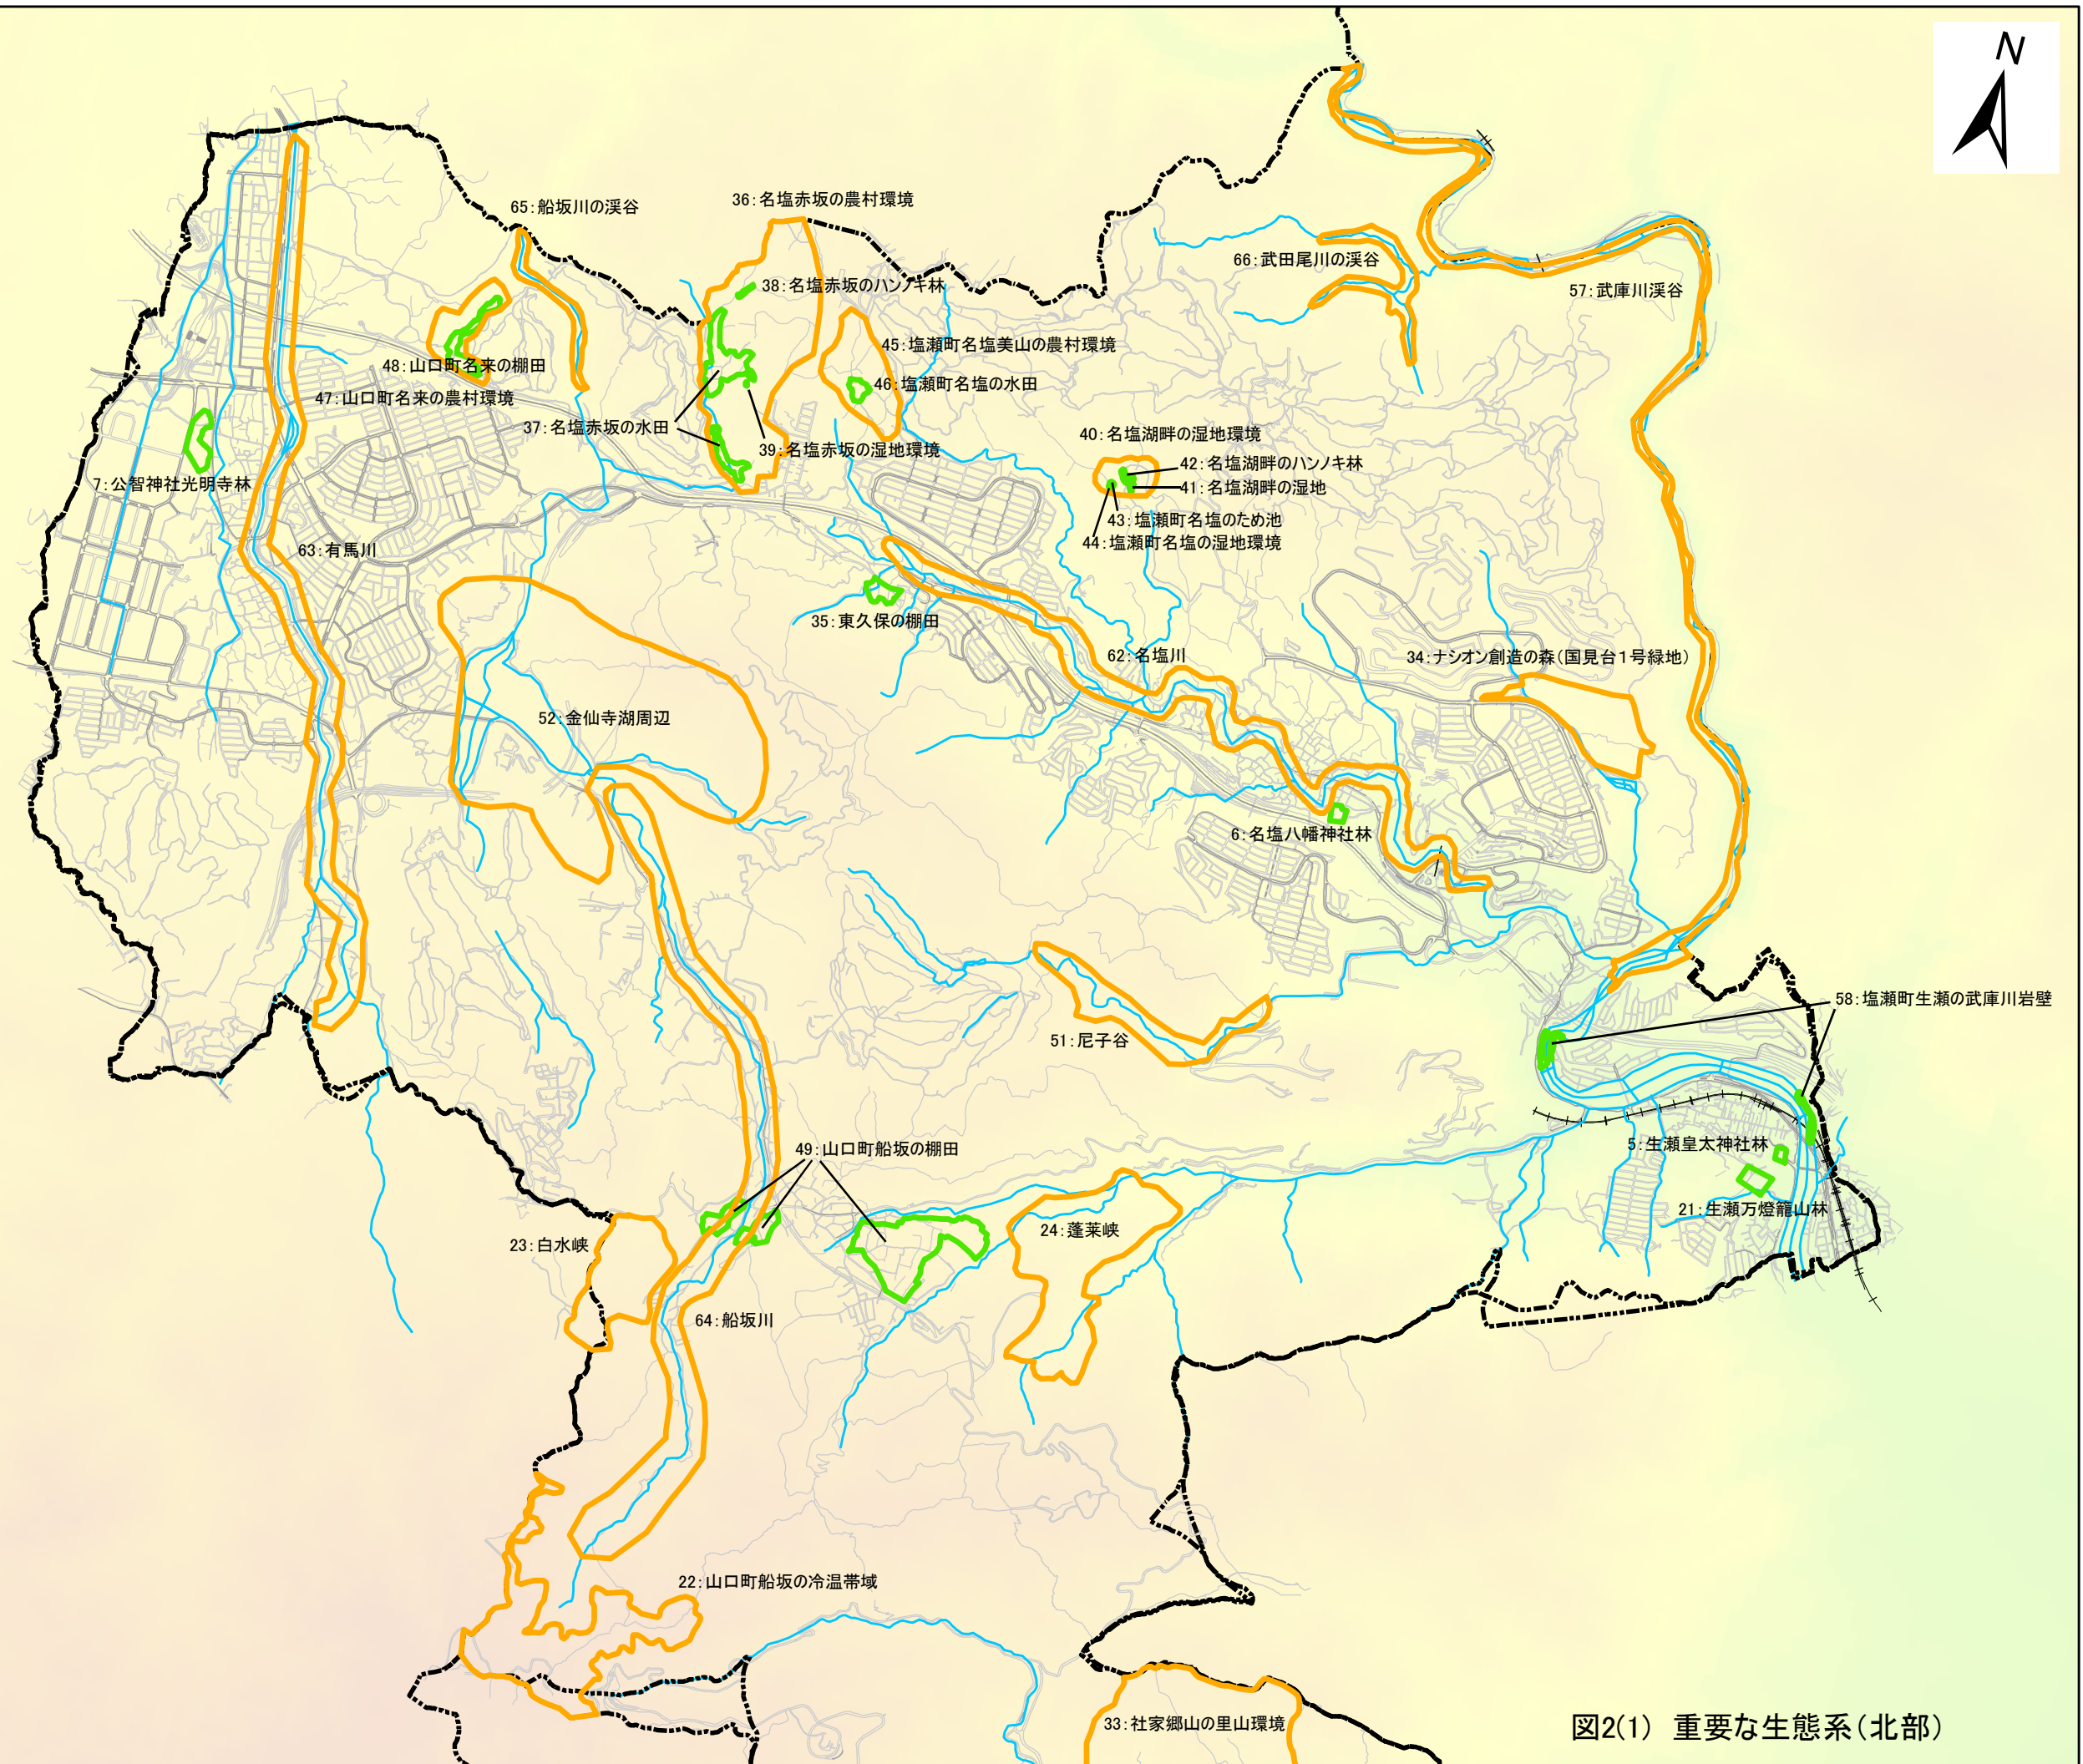 N
65:船坂川の渓谷
36:名塩赤坂の農村環境
66:武田尾川の渓谷
38:名塩赤坂のハンノキ林
57:武庫川渓谷
45:塩瀬町名塩美山の農村環境
48:山口町名来の棚田
46:塩瀬町名塩の水田
47:山口町名来の農村環境
37:名塩赤坂の水田
40:名塩湖畔の湿地環境
39:名塩赤坂の湿地環境
42:名塩湖畔のハンノキ林
7:公智神社光明寺林
41:名塩湖畔の湿地
43:塩瀬町名塩のため池
44:塩瀬町名塩の湿地環境
63:有馬川
35:東久保の棚田
62:名塩川
34:ナシオン創造の森(国見台1号緑地)
52:金仙寺湖周辺
6:名塩八幡神社林
58:塩瀬町生瀬の武庫川岩壁
51:尼子谷
5:生瀬皇太神社林
49:山口町船坂の棚田
21:生瀬万燈籠山林
24:蓬莱峡
23:白水峡
64:船坂川
22:山口町船坂の冷温帯域
33:社家郷山の里山環境
図2(1) 重要な生態系(北部)